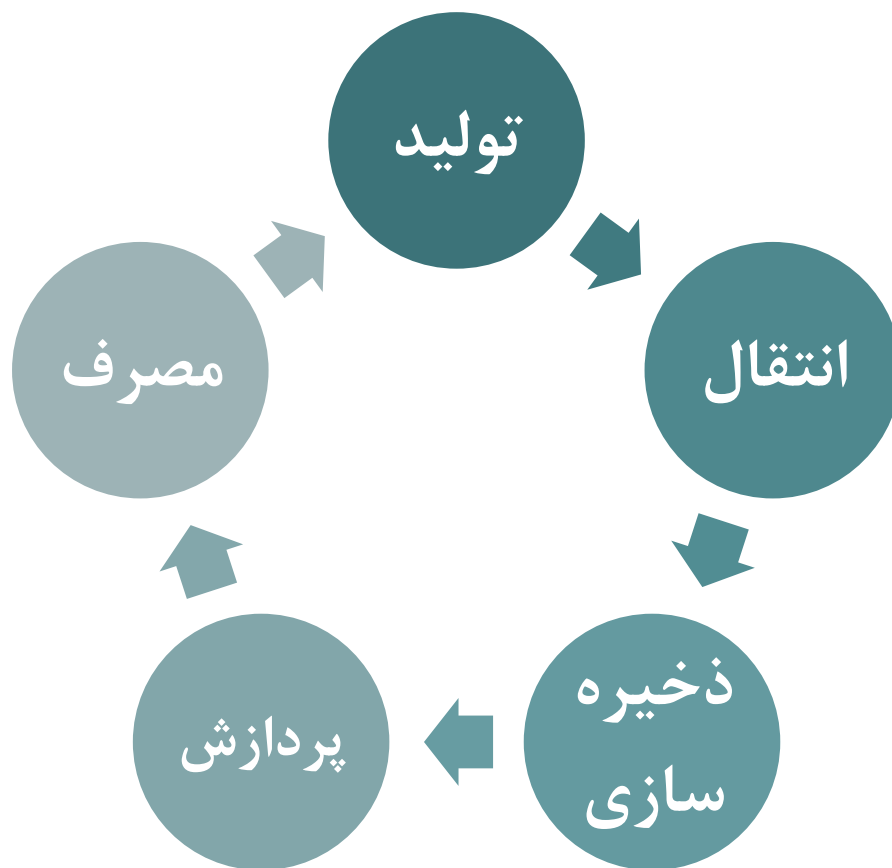 تولید
انتقال
ذخیره
سازی
پردازش
مصرف